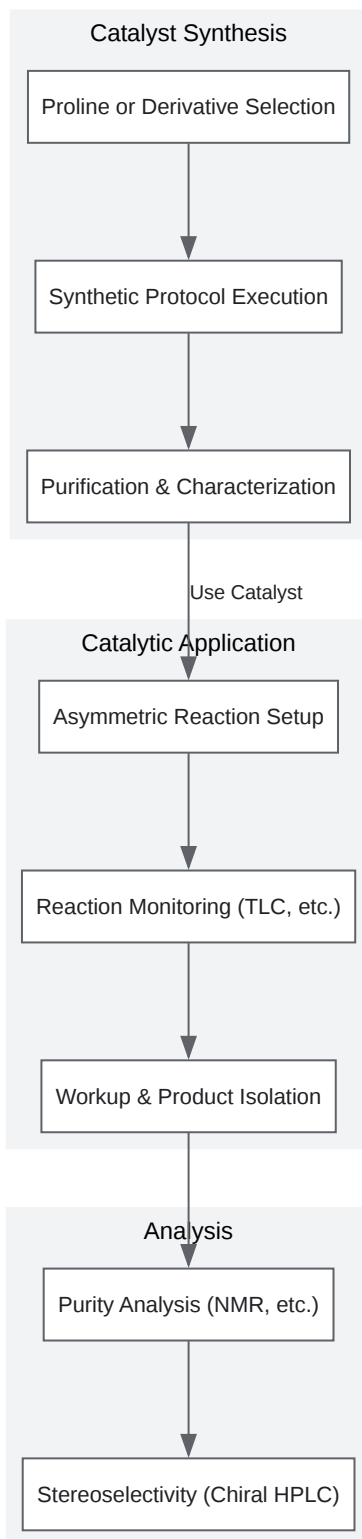 Catalyst Synthesis
Proline or Derivative Selection
Synthetic Protocol Execution
Purification & Characterization
Use Catalyst
Catalytic Application
Asymmetric Reaction Setup
Reaction Monitoring (TLC, etc.)
Workup & Product Isolation
Analysis
Purity Analysis (NMR, etc.)
Stereoselectivity (Chiral HPLC)